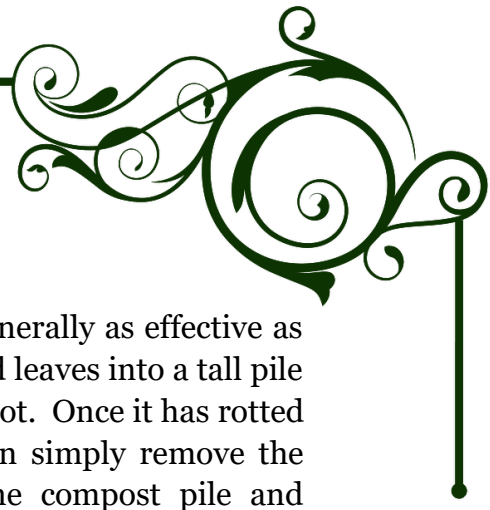 nerally as effective as
leaves into a tall pile
ot.  Once it has rotted
n simply remove the
ne compost pile and